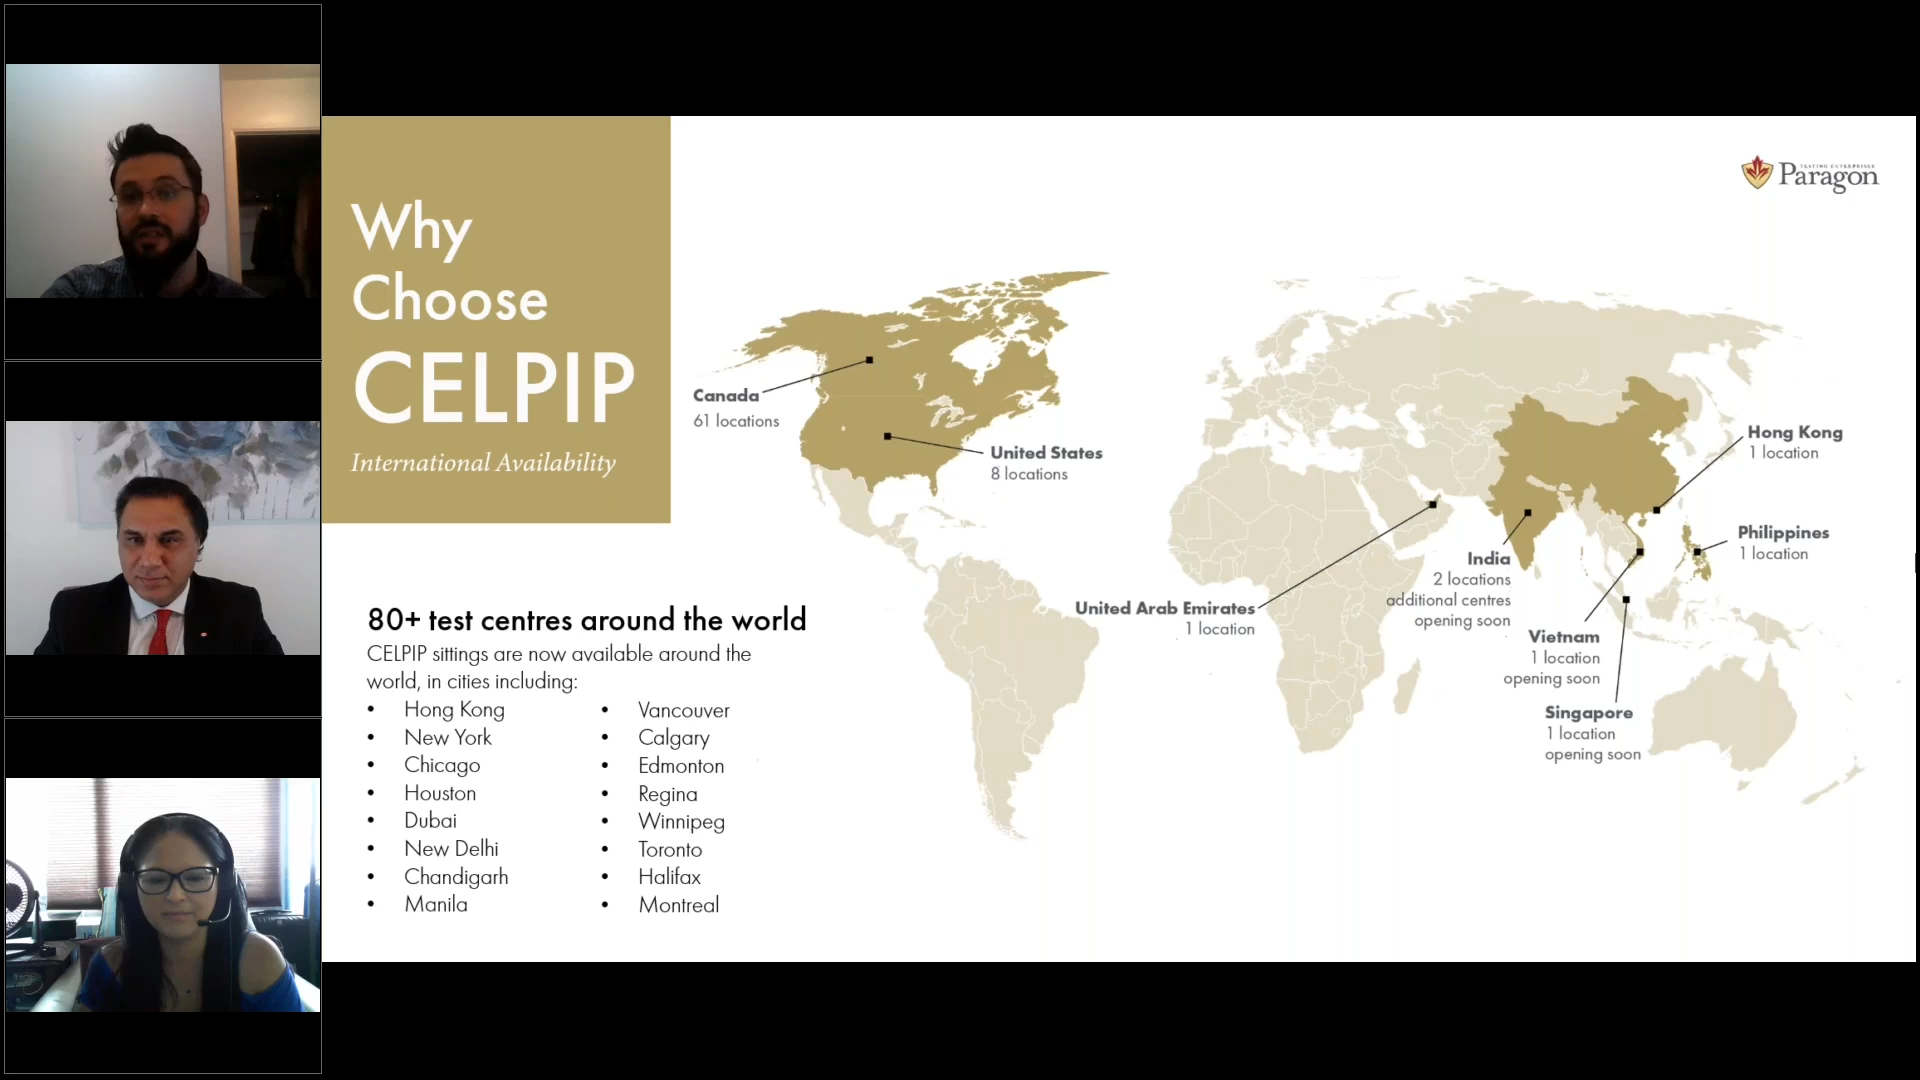 Why
Choose
CELPIP
International Availability
TESTING ENTERPRISES
Paragon
Canada
61 locations
United States
8 locations
Hong Kong
1 location
Philippines
1 location
India
2 locations
additional centres
opening soon
United Arab Emirates
1 location
Vietnam
1 location
opening soon
Singapore
1 location
opening soon
80+ test centres around the world
CELPIP sittings are now available around the
world, in cities including:
• Hong Kong
• New York
• Chicago
• Houston
• Dubai
• New Delhi
• Chandigarh
• Manila
• Vancouver
• Calgary
• Edmonton
• Regina
• Winnipeg
• Toronto
• Halifax
• Montreal